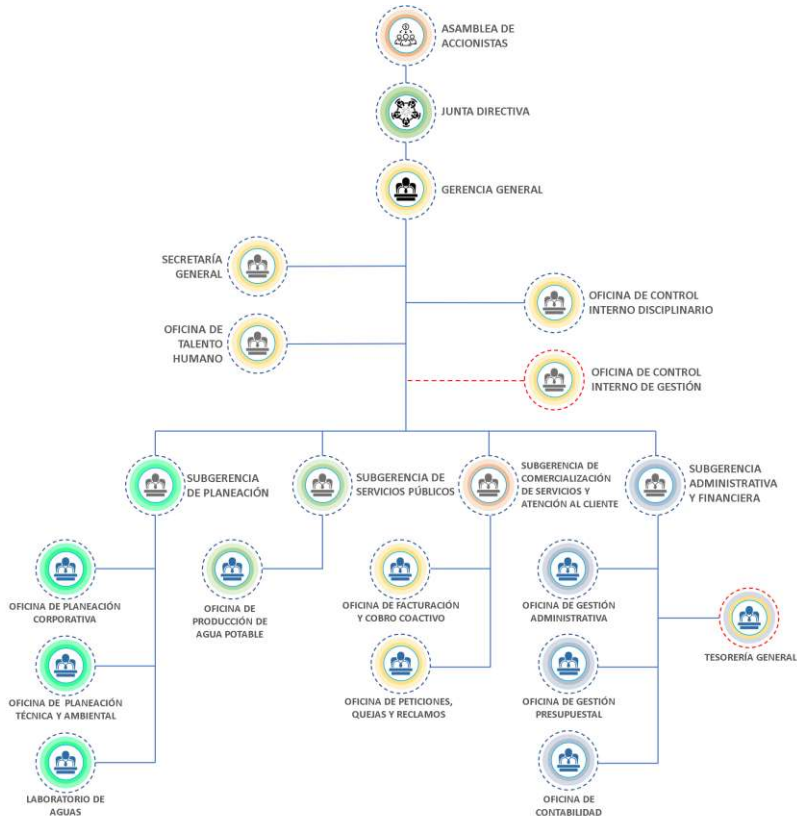 ASAMBLEA DE
ACCIONISTAS
JUNTA DIRECTIVA
GERENCIA GENERAL
SECRETARÍA
GENERAL
OFICINA DE CONTROL
INTERNO DISCIPLINARIO
OFICINA DE
TALENTO
HUMANO
OFICINA DE CONTROL
INTERNO DE GESTIÓN
SUBGERENCIA
DE PLANEACIÓN
SUBGERENCIA DE
SERVICIOS PÚBLICOS
SUBGERENCIA DE
COMERCIALIZACIÓN
DE SERVICIOS Y
ATENCIÓN AL CLIENTE
SUBGERENCIA
ADMINISTRATIVA
Y FINANCIERA
OFICINA DE PLANEACIÓN
CORPORATIVA
OFICINA DE
PRODUCCIÓN DE
AGUA POTABLE
OFICINA DE FACTURACIÓN
Y COBRO COACTIVO
OFICINA DE GESTIÓN
ADMINISTRATIVA
TESORERÍA GENERAL
OFICINA DE PLANEACIÓN
TÉCNICA Y AMBIENTAL
OFICINA DE PETICIONES,
QUEJAS Y RECLAMOS
OFICINA DE GESTIÓN
PRESUPUESTAL
LABORATORIO DE
AGUAS
OFICINA DE
CONTABILIDAD